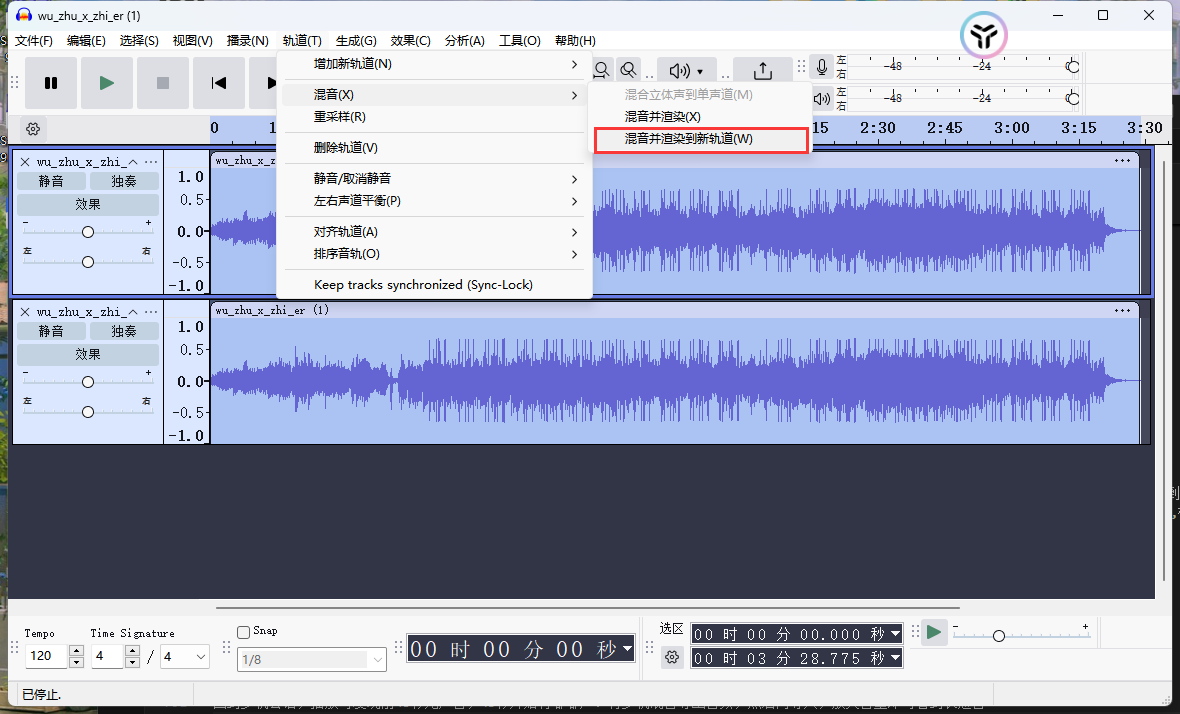 wu_zhu_x_zhi_er (1)
文件(F) 编辑(E) 选择(S) 视图(V) 播录(N) 轨道(T) 生成(G) 效果(C) 分析(A) 工具(O) 帮助(H)
增加新轨道(N)
混音(X)
重采样(R)
删除轨道(V)
静音/取消静音
左右声道平衡(P)
对齐轨道(A)
排序音轨(O)
Keep tracks synchronized (Sync-Lock)
混合立体声到单声道(M)
混音并渲染(X)
混音并渲染到新轨道(W)
左 -48 -24 0
右
左 -48 -24 0
右
0 1 15 2:30 2:45 3:00 3:15 3:30
wu_zhu_x_zhi_ ...
静音 独奏
效果
- +
左 右
1.0
0.5-
0.0-
-0.5-
-1.0
wu_zhu_x_z
...
wu_zhu_x_zhi_ ...
静音 独奏
效果
- +
左 右
1.0
0.5-
0.0-
-0.5-
-1.0
wu_zhu_x_zhi_er (1)
...
Tempo
120
Time Signature
4 / 4
Snap
1/8
00 时 00 分 00 秒
选区
00 时 00 分 00.000 秒
00 时 03 分 28.775 秒
- +
已停止.